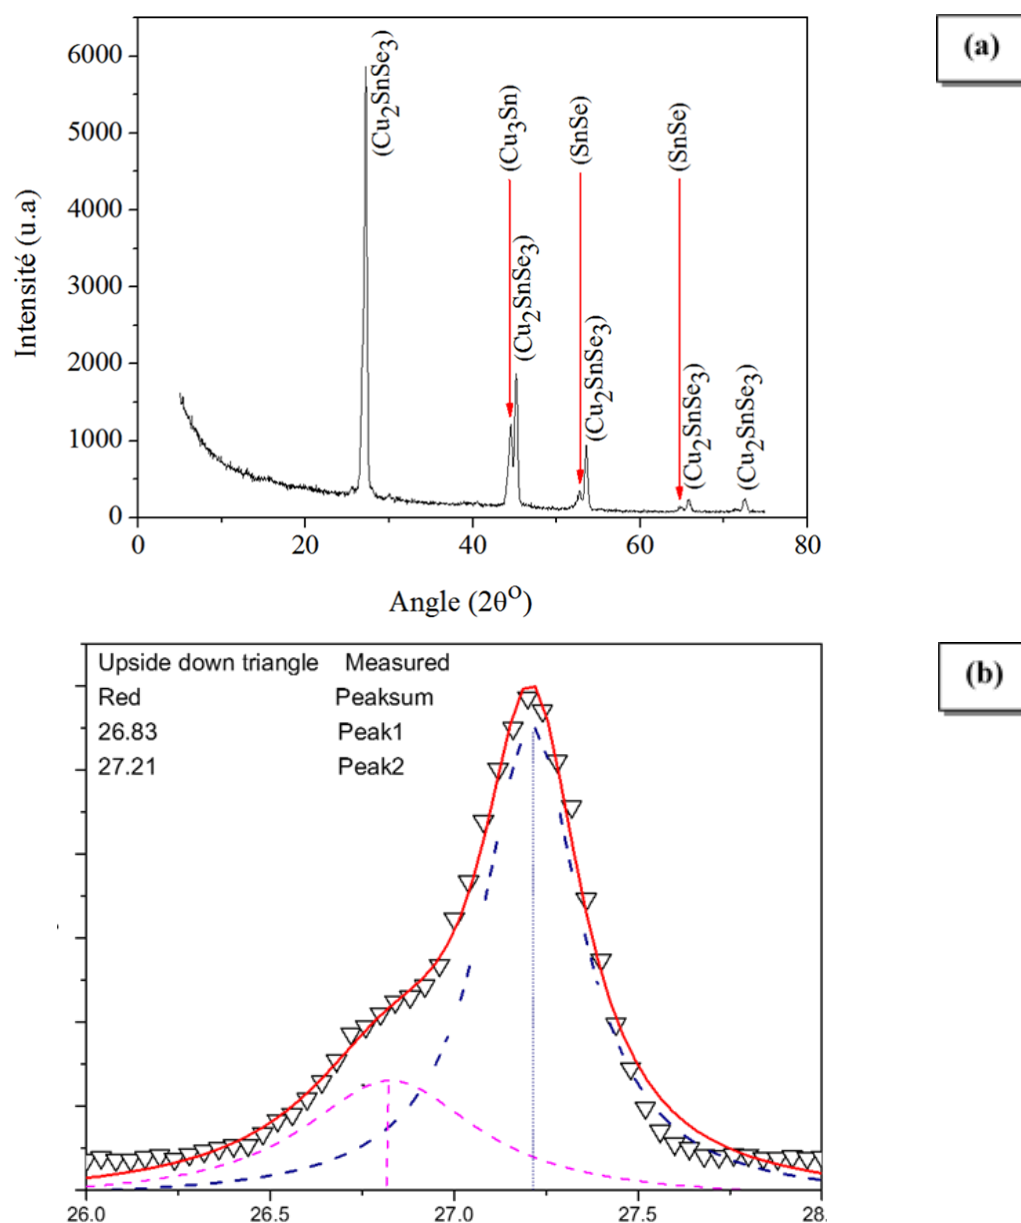 (a)
Intensité (u.a)
6000
5000
4000
3000
2000
1000
0
(Cu2SnSe3)
(Cu3Sn)
(Cu2SnSe3)
(SnSe)
(Cu2SnSe3)
(SnSe)
(Cu2SnSe3)
(Cu2SnSe3)
0 20 40 60 80
Angle (2θO)
(b)
Upside down triangle Measured
Red Peaksum
26.83 Peak1
27.21 Peak2
26.0 26.5 27.0 27.5 28.